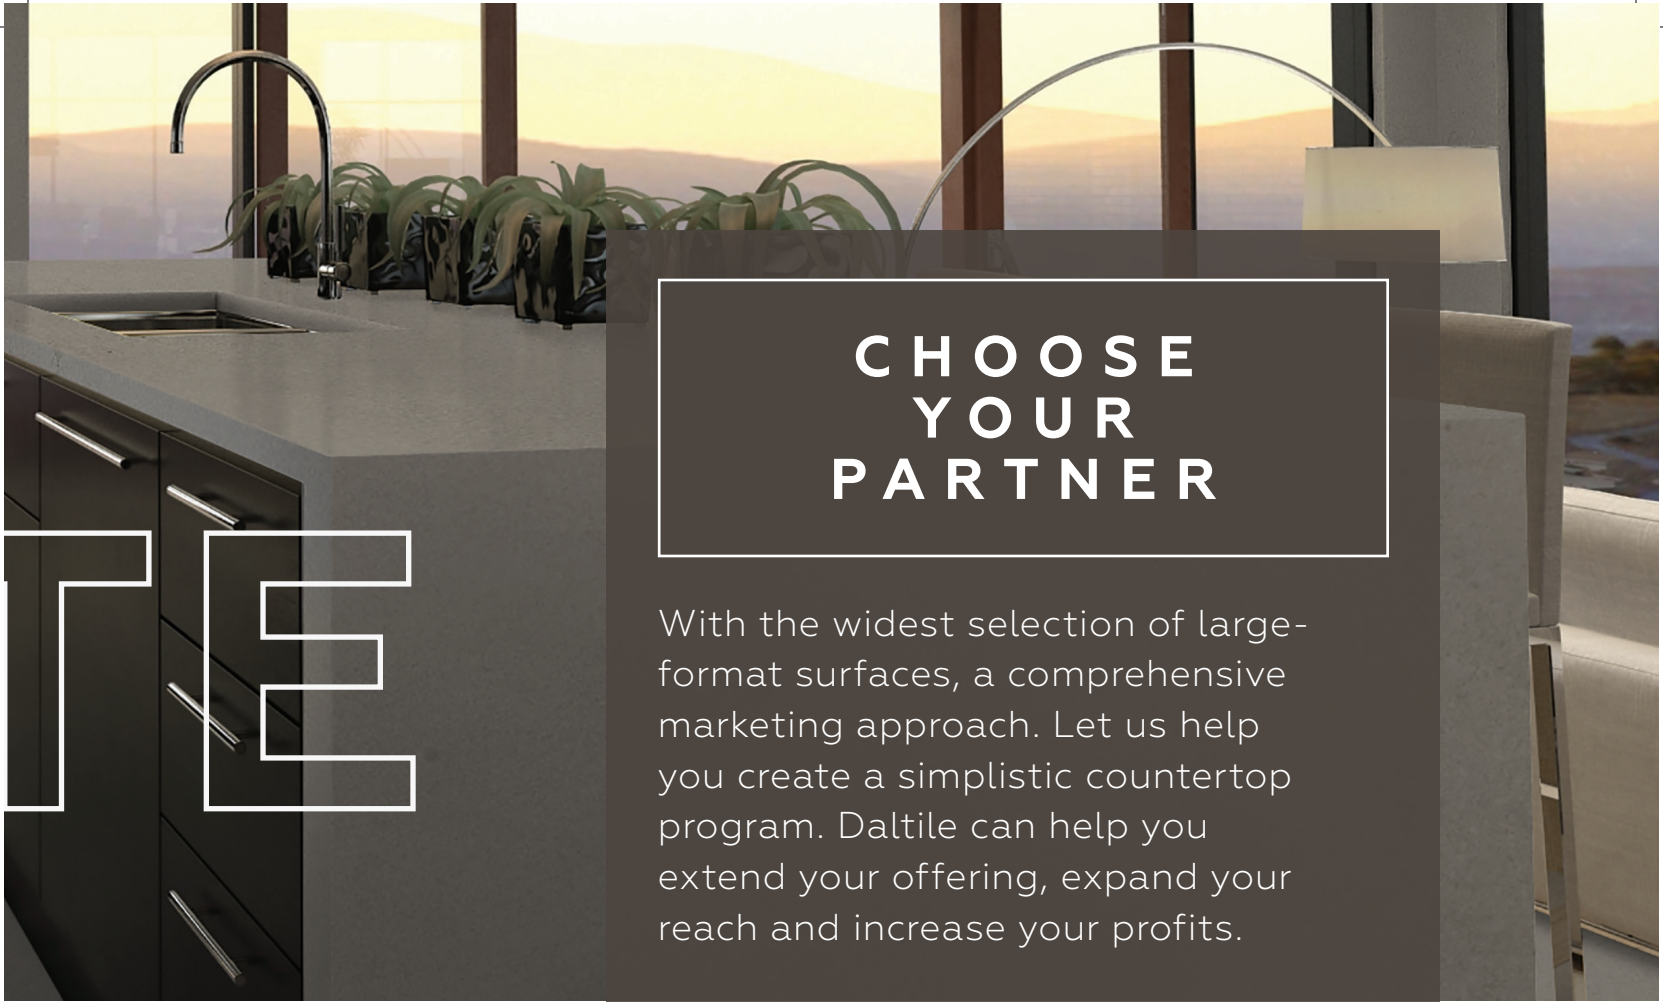 CHOOSE
YOUR
PARTNER
TE
With the widest selection of large-
format surfaces, a comprehensive
marketing approach. Let us help
you create a simplistic countertop
program. Daltile can help you
extend your offering, expand your
reach and increase your profits.